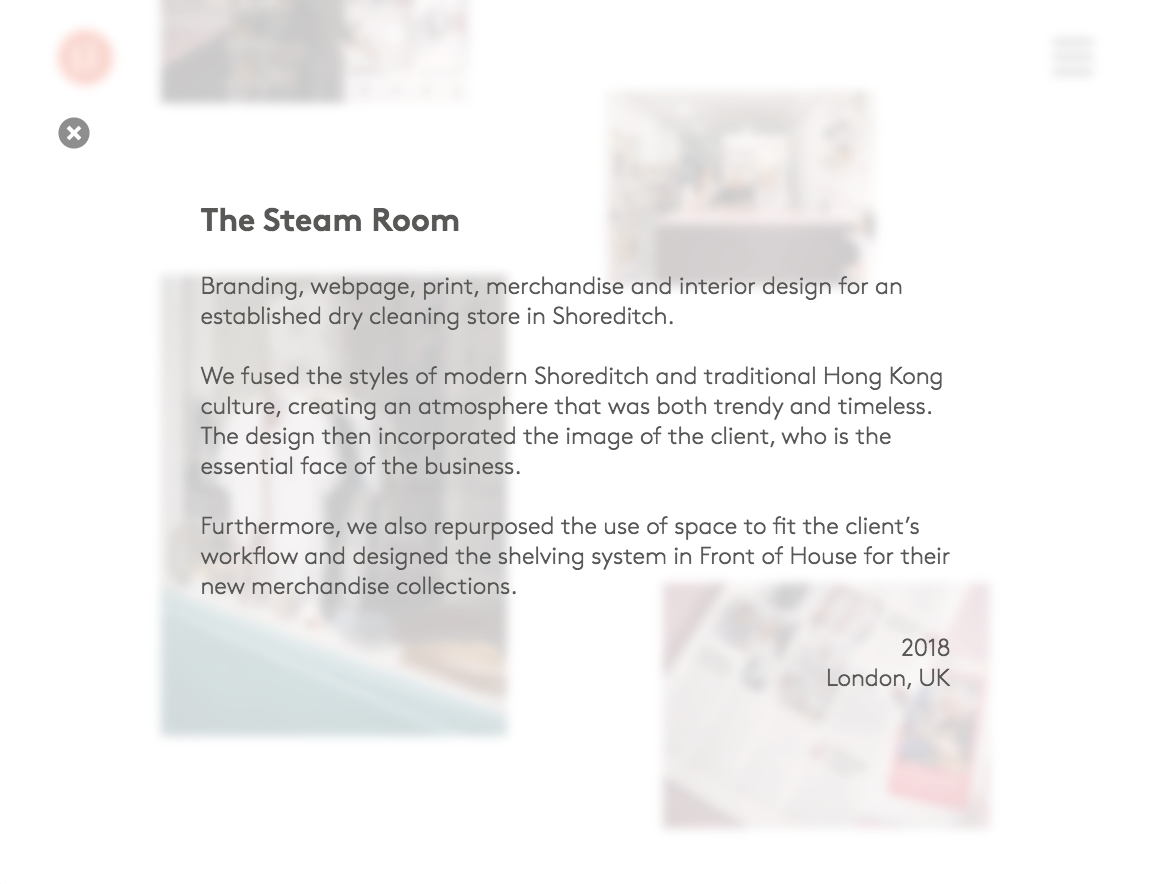 The Steam Room
Branding, webpage, print, merchandise and interior design for an
established dry cleaning store in Shoreditch.
We fused the styles of modern Shoreditch and traditional Hong Kong
culture, creating an atmosphere that was both trendy and timeless.
The design then incorporated the image of the client, who is the
essential face of the business.
Furthermore, we also repurposed the use of space to fit the client’s
workflow and designed the shelving system in Front of House for their
new merchandise collections.
2018
London, UK